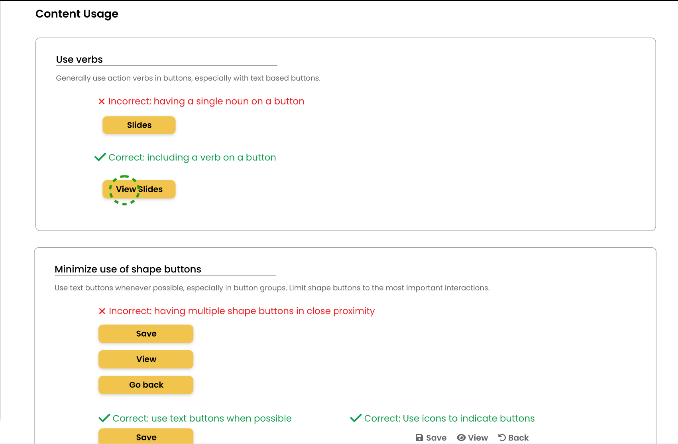 Content Usage
Use verbs
Generally use action verbs in buttons, especially with text based buttons.
Incorrect: having a single noun on a button
Slides
Correct: including a verb on a button
View Slides
Minimize use of shape buttons
Use text buttons whenever possible, especially in button groups. Limit shape buttons to the most important interactions.
Incorrect: having multiple shape buttons in close proximity
Save
View
Go back
Correct: use text buttons when possible
Correct: Use icons to indicate buttons
Save
Save View Back